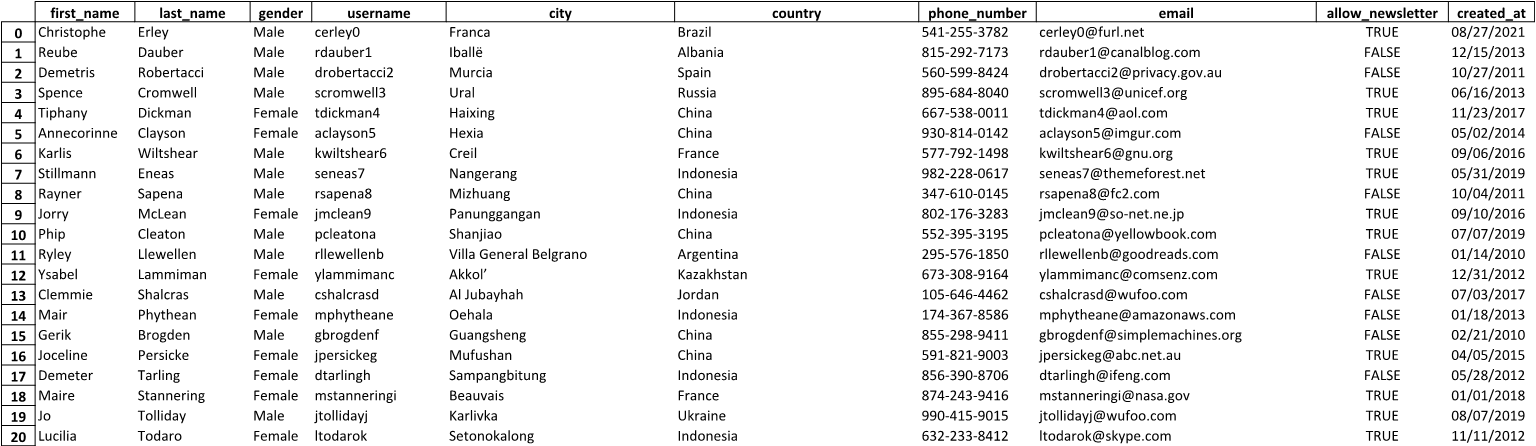 first_name last_name gender username city country phone_number email allow_newsletter created_at
0 Christophe Erley Male cerley0 Franca Brazil 541-255-3782 cerley0@furl.net TRUE 08/27/2021
1 Reube Dauber Male rdauber1 Iballë Albania 815-292-7173 rdauber1@canalblog.com FALSE 12/15/2013
2 Demetris Robertacci Male drobertacci2 Murcia Spain 560-599-8424 drobertacci2@privacy.gov.au FALSE 10/27/2011
3 Spence Cromwell Male scromwell3 Ural Russia 895-684-8040 scromwell3@unicef.org TRUE 06/16/2013
4 Tiphany Dickman Female tdickman4 Haixing China 667-538-0011 tdickman4@aol.com TRUE 11/23/2017
5 Annecorinne Clayson Female aclayson5 Hexia China 930-814-0142 aclayson5@imgur.com FALSE 05/02/2014
6 Karlis Wiltshear Male kwiltshear6 Creil France 577-792-1498 kwiltshear6@gnu.org TRUE 09/06/2016
7 Stillmann Eneas Male seneas7 Nangerang Indonesia 982-228-0617 seneas7@themeforest.net TRUE 05/31/2019
8 Rayner Sapena Male rsapena8 Mizhuang China 347-610-0145 rsapena8@fc2.com FALSE 10/04/2011
9 Jorry McLean Female jmclean9 Panunggangan Indonesia 802-176-3283 jmclean9@so-net.ne.jp TRUE 09/10/2016
10 Phip Cleaton Male pcleatona Shanjiao China 552-395-3195 pcleatona@yellowbook.com TRUE 07/07/2019
11 Ryley Llewellen Male rllewellenb Villa General Belgrano Argentina 295-576-1850 rllewellenb@goodreads.com FALSE 01/14/2010
12 Ysabel Lammiman Female ylammimanc Akkol’ Kazakhstan 673-308-9164 ylammimanc@comsenz.com TRUE 12/31/2012
13 Clemmie Shalcras Male cshalcrasd Al Jubayhah Jordan 105-646-4462 cshalcrasd@wufoo.com FALSE 07/03/2017
14 Mair Phythean Female mphytheane Oehala Indonesia 174-367-8586 mphytheane@amazonaws.com FALSE 01/18/2013
15 Gerik Brogden Male gbrogdenf Guangsheng China 855-298-9411 gbrogdenf@simplemachines.org FALSE 02/21/2010
16 Joceline Persicke Female jpersickeg Mufushan China 591-821-9003 jpersickeg@abc.net.au TRUE 04/05/2015
17 Demeter Tarling Female dtarlingh Sampangbitung Indonesia 856-390-8706 dtarlingh@ifeng.com FALSE 05/28/2012
18 Maire Stannering Female mstanneringi Beauvais France 874-243-9416 mstanneringi@nasa.gov TRUE 01/01/2018
19 Jo Tolliday Male jtollidayj Karlivka Ukraine 990-415-9015 jtollidayj@wufoo.com TRUE 08/07/2019
20 Lucilia Todaro Female ltodarok Setonokalong Indonesia 632-233-8412 ltodarok@skype.com TRUE 11/11/2012